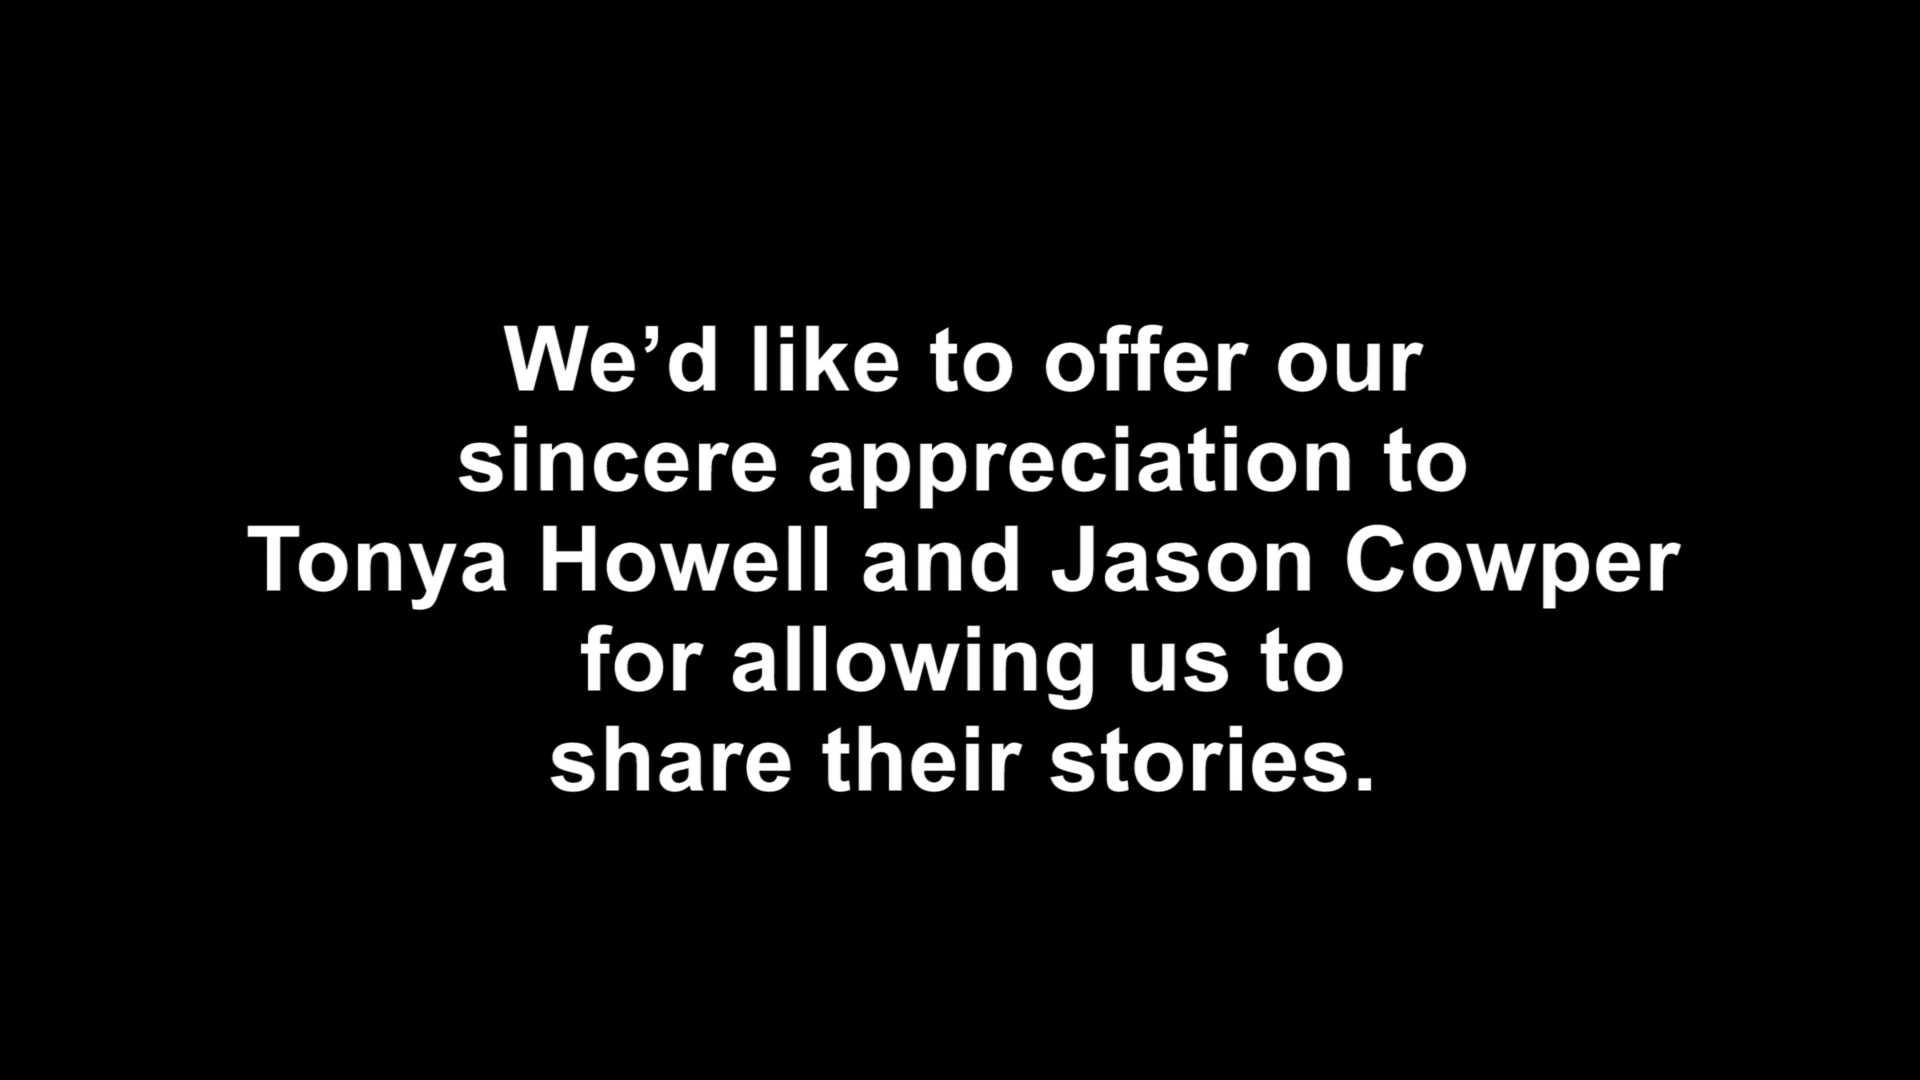 We’d like to offer our
sincere appreciation to
Tonya Howell and Jason Cowper
for allowing us to
share their stories.